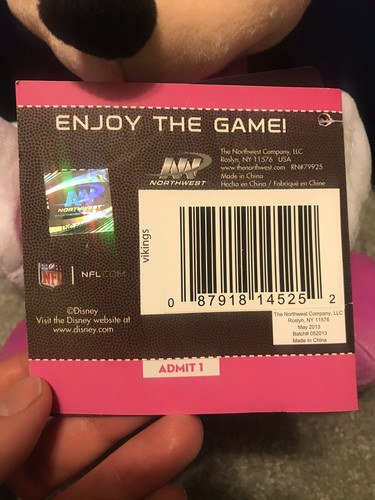 ENJOY THE GAME!
NORTHWEST
The Northwest Company, LLC
Roslyn, NY 11576 USA
www.thenorthwest.com RN#79925
Made in China
Hecho en China / Fabriqué en Chine
NORTHWEST
NFL
NFL.COM
vikings
0 87918 14525 2
©Disney
Visit the Disney website at
www.disney.com
The Northwest Company, LLC
Roslyn, NY 11576
May 2013
Batch# 052013
Made In China
ADMIT 1